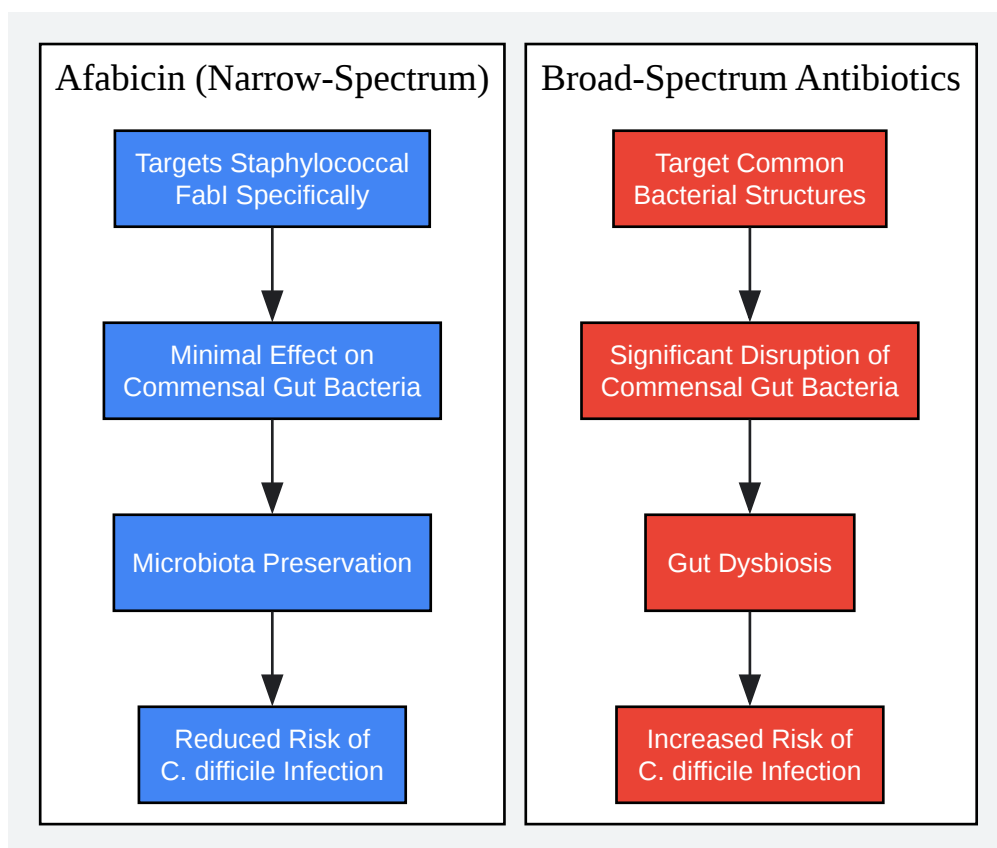 Afabicin (Narrow-Spectrum)
Targets Staphylococcal
FabI Specifically
Minimal Effect on
Commensal Gut Bacteria
Microbiota Preservation
Reduced Risk of
C. difficile Infection
Broad-Spectrum Antibiotics
Target Common
Bacterial Structures
Significant Disruption of
Commensal Gut Bacteria
Gut Dysbiosis
Increased Risk of
C. difficile Infection